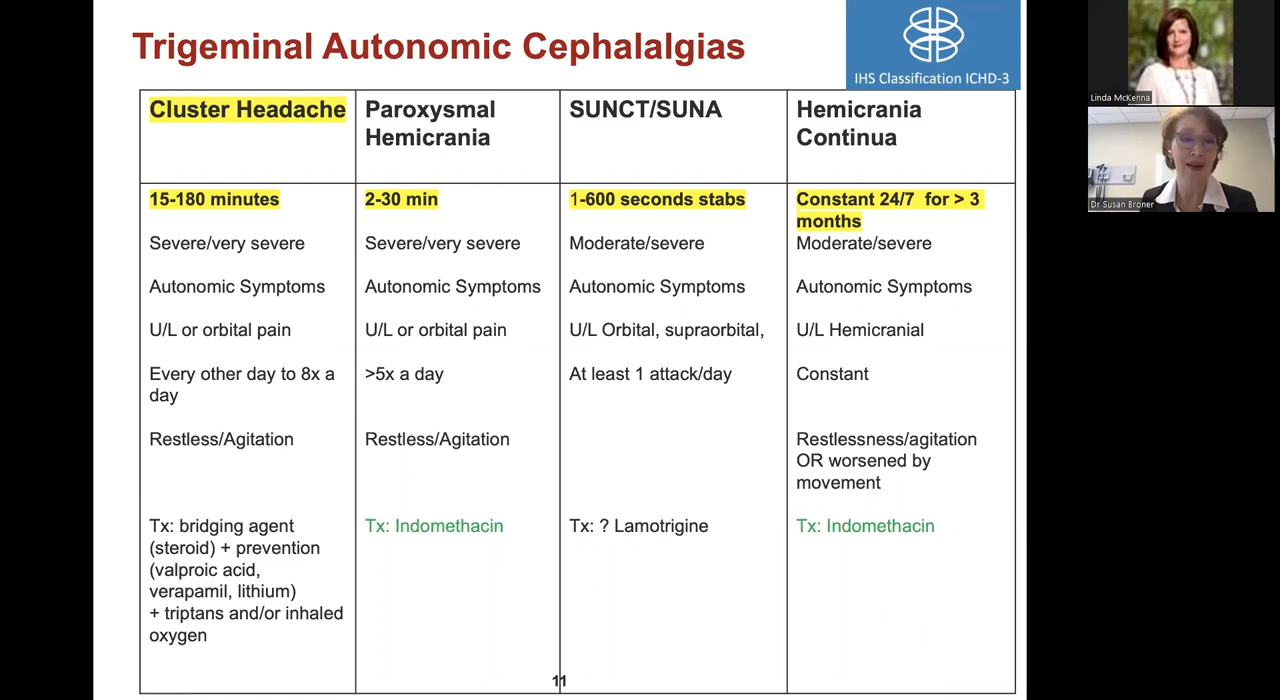 Trigeminal Autonomic Cephalalgias
IHS Classification ICHD-3
Cluster Headache
Paroxysmal
Hemicrania
SUNCT/SUNA
Hemicrania
Continua
15-180 minutes
Severe/very severe
Autonomic Symptoms
U/L or orbital pain
Every other day to 8x a
day
Restless/Agitation
Tx: bridging agent
(steroid) + prevention
(valproic acid,
verapamil, lithium)
+ triptans and/or inhaled
oxygen
2-30 min
Severe/very severe
Autonomic Symptoms
U/L or orbital pain
>5x a day
Restless/Agitation
Tx: Indomethacin
1-600 seconds stabs
Moderate/severe
Autonomic Symptoms
U/L Orbital, supraorbital,
At least 1 attack/day
Tx: ? Lamotrigine
Constant 24/7 for > 3
months
Moderate/severe
Autonomic Symptoms
U/L Hemicranial
Constant
Restlessness/agitation
OR worsened by
movement
Tx: Indomethacin
11
Linda McKenna
Dr Susan Broner